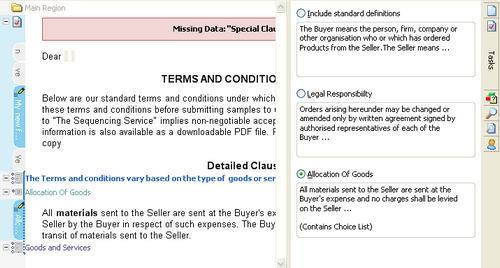 Main Region
Missing Data: "Special Clau
Dear
TERMS AND CONDITIO
Below are our standard terms and conditions under which
these terms and conditions before submitting samples to
to "The Sequencing Service" implies non-negotiable accep
information is also available as a downloadable PDF file. F
copy
Detailed Claus
The Terms and conditions vary based on the type of goods or ser
Allocation Of Goods
All materials sent to the Seller are sent at the Buyer's ex
Seller by the Buyer in respect of such expenses. The Buy
transit of materials sent to the Seller.
Goods and Services
n
ve
My new f...
Ve
All...
Include standard definitions
The Buyer means the person, firm, company or
other organisation who or which has ordered
Products from the Seller.The Seller means ...
Legal Responsibilty
Orders arising hereunder may be changed or
amended only by written agreement signed by
authorised representatives of each of the
Buyer ...
Allocation Of Goods
All materials sent to the Seller are sent at the
Buyer's expense and no charges shall be levied
on the Seller ...
(Contains Choice List)
Tasks